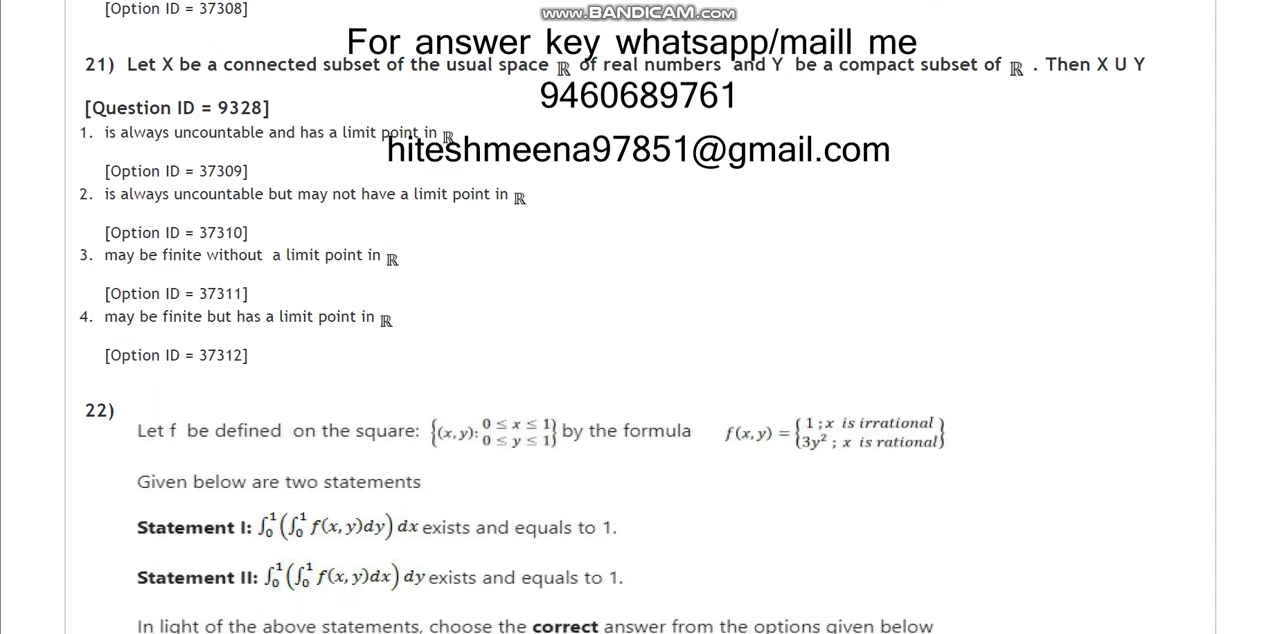 [Option ID = 37308]
www.BANDICAM.com
For answer key whatsapp/maill me
21) Let X be a connected subset of the usual space ℝ of real numbers and Y be a compact subset of ℝ . Then X U Y
9460689761
[Question ID = 9328]
1. is always uncountable and has a limit point in ℝ
hiteshmeena97851@gmail.com
[Option ID = 37309]
2. is always uncountable but may not have a limit point in ℝ
[Option ID = 37310]
3. may be finite without a limit point in ℝ
[Option ID = 37311]
4. may be finite but has a limit point in ℝ
[Option ID = 37312]
22)
Let f be defined on the square: {(x,y): 0 ≤ x ≤ 1, 0 ≤ y ≤ 1} by the formula f(x,y) = {1 ; x is irrational, 3y² ; x is rational}
Given below are two statements
Statement I: ∫₀¹(∫₀¹ f(x,y)dy) dx exists and equals to 1.
Statement II: ∫₀¹(∫₀¹ f(x,y)dx) dy exists and equals to 1.
In light of the above statements, choose the correct answer from the options given below